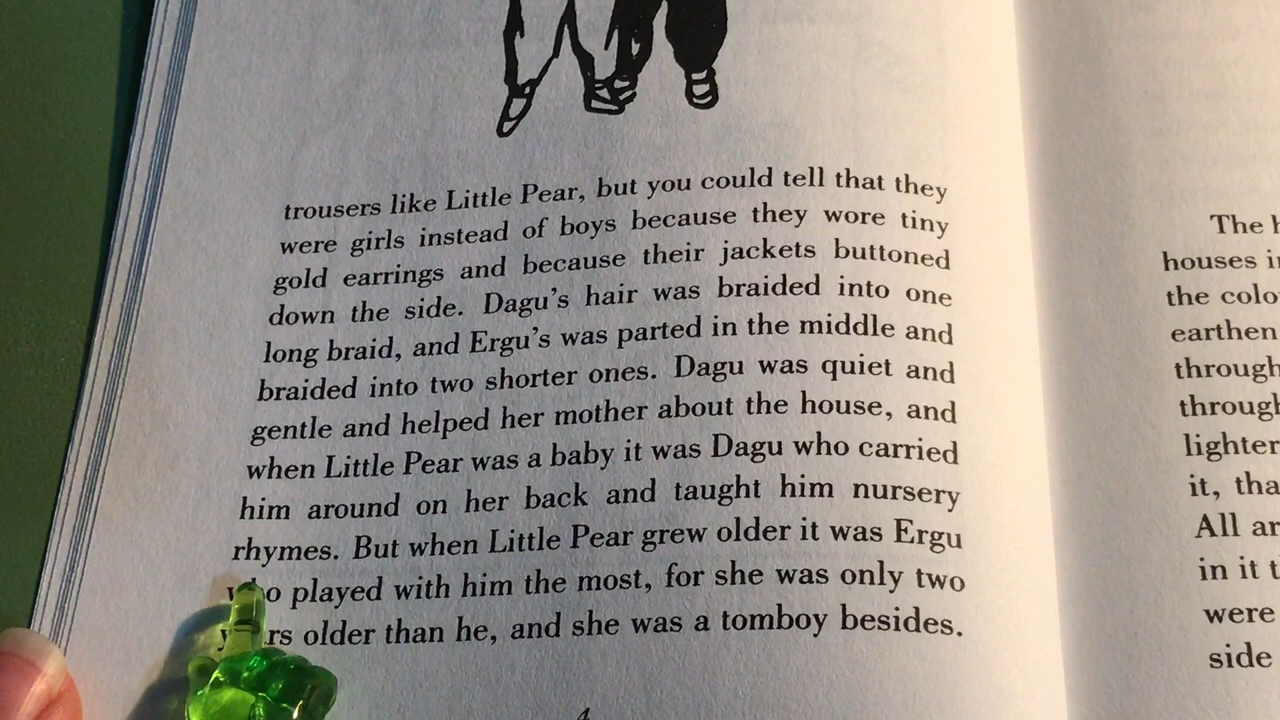 trousers like Little Pear, but you could tell that they
were girls instead of boys because they wore tiny
gold earrings and because their jackets buttoned
down the side. Dagu's hair was braided into one
long braid, and Ergu's was parted in the middle and
braided into two shorter ones. Dagu was quiet and
gentle and helped her mother about the house, and
when Little Pear was a baby it was Dagu who carried
him around on her back and taught him nursery
rhymes. But when Little Pear grew older it was Ergu
who played with him the most, for she was only two
years older than he, and she was a tomboy besides.
The
houses
the
earthen
through
through
lighter
it,
All
in it
were
side